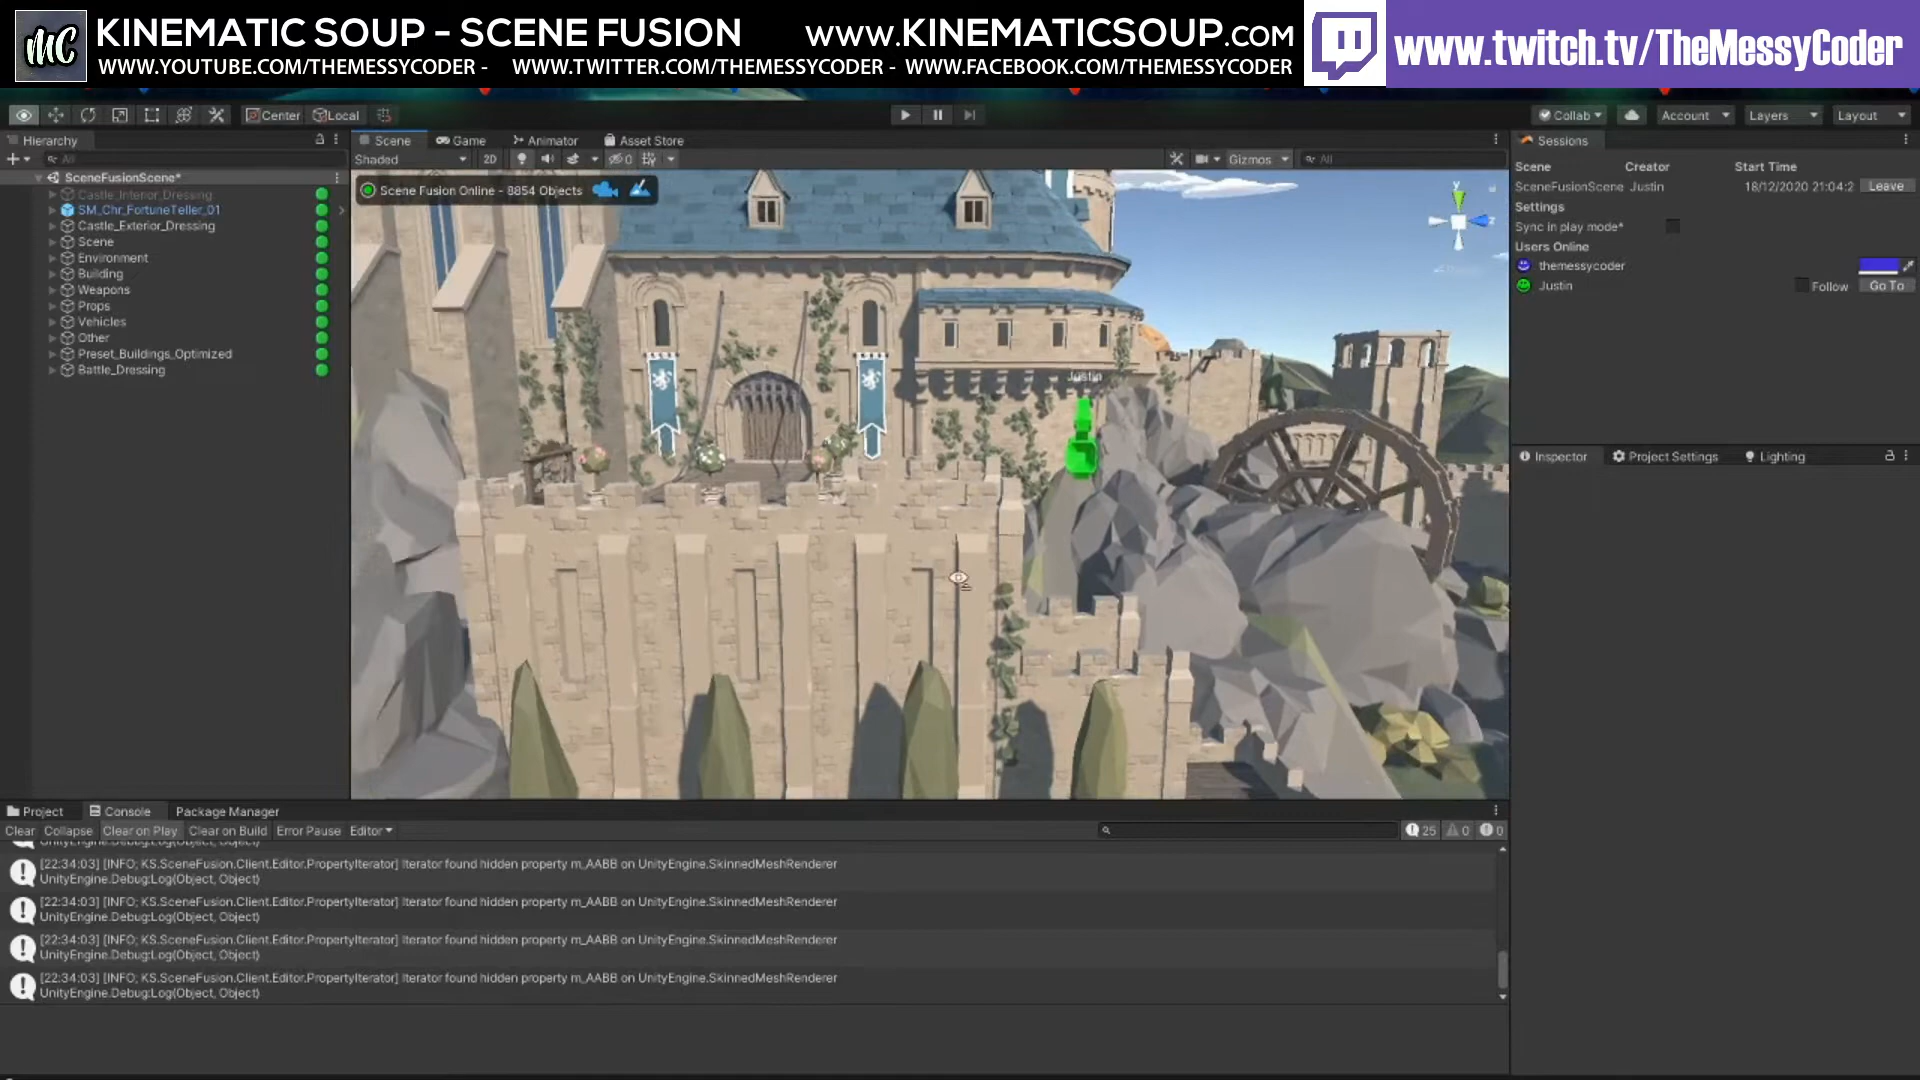 MC KINEMATIC SOUP - SCENE FUSION www.KINEMATICSOUP.com www.twitch.tv/TheMessyCoder
WWW.YOUTUBE.COM/THEMESSYCODER - WWW.TWITTER.COM/THEMESSYCODER - WWW.FACEBOOK.COM/THEMESSYCODER
Center Local Collab Account Layers Layout
Hierarchy Scene Game Animator Asset Store Sessions
All Shaded 2D 0 Gizmos All
Scene Creator Start Time
SceneFusionScene* SceneFusionScene Justin 18/12/2020 21:04:2 Leave
Castle_Interior_Dressing Scene Fusion Online - 8854 Objects
SM_Chr_FortuneTeller_01 Settings
Castle_Exterior_Dressing Sync in play mode*
Scene Users Online
Environment themessycoder
Building Justin Follow Go To
Weapons
Props
Vehicles
Other
Preset_Buildings_Optimized
Battle_Dressing
Justin
Y
Inspector Project Settings Lighting
Project Console Package Manager
Clear Collapse Clear on Play Clear on Build Error Pause Editor 25 0 0
UnityEngine.Debug:Log(Object, Object)
[22:34:03] [INFO; KS.SceneFusion.Client.Editor.PropertyIterator] Iterator found hidden property m_AABB on UnityEngine.SkinnedMeshRenderer
UnityEngine.Debug:Log(Object, Object)
[22:34:03] [INFO; KS.SceneFusion.Client.Editor.PropertyIterator] Iterator found hidden property m_AABB on UnityEngine.SkinnedMeshRenderer
UnityEngine.Debug:Log(Object, Object)
[22:34:03] [INFO; KS.SceneFusion.Client.Editor.PropertyIterator] Iterator found hidden property m_AABB on UnityEngine.SkinnedMeshRenderer
UnityEngine.Debug:Log(Object, Object)
[22:34:03] [INFO; KS.SceneFusion.Client.Editor.PropertyIterator] Iterator found hidden property m_AABB on UnityEngine.SkinnedMeshRenderer
UnityEngine.Debug:Log(Object, Object)